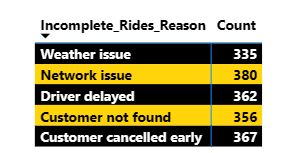 Incomplete_Rides_Reason Count
Weather issue 335
Network issue 380
Driver delayed 362
Customer not found 356
Customer cancelled early 367